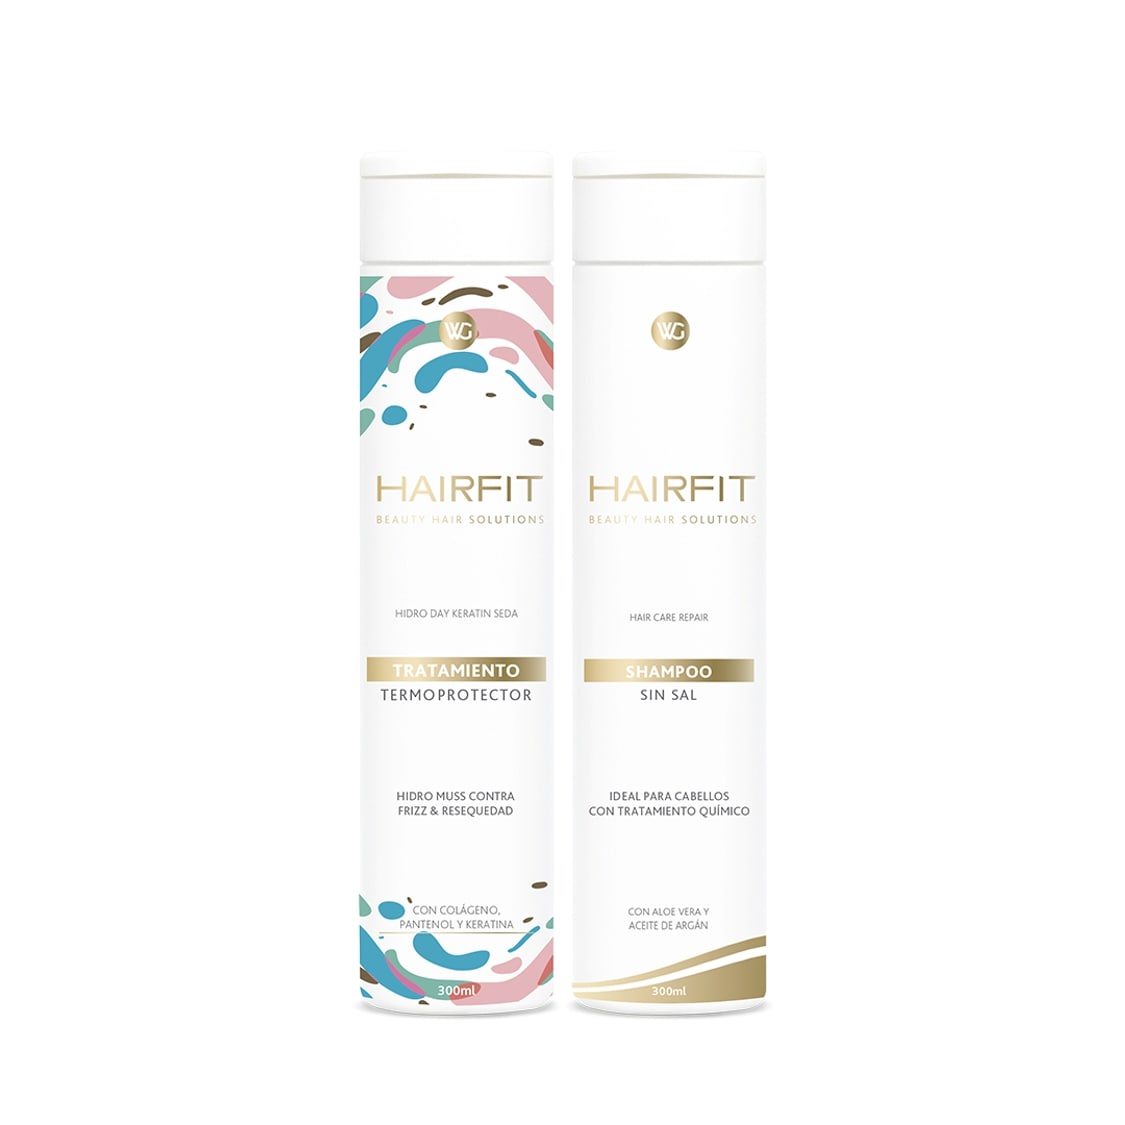 WG
HAIRFIT
BEAUTY HAIR SOLUTIONS
HIDRO DAY KERATIN SEDA
TRATAMIENTO
TERMOPROTECTOR
HIDRO MUSS CONTRA
FRIZZ & RESEQUEDAD
CON COLÁGENO,
PANTENOL Y KERATINA
300ml
WG
HAIRFIT
BEAUTY HAIR SOLUTIONS
HAIR CARE REPAIR
SHAMPOO
SIN SAL
IDEAL PARA CABELLOS
CON TRATAMIENTO QUÍMICO
CON ALOE VERA Y
ACEITE DE ARGÁN
300ml